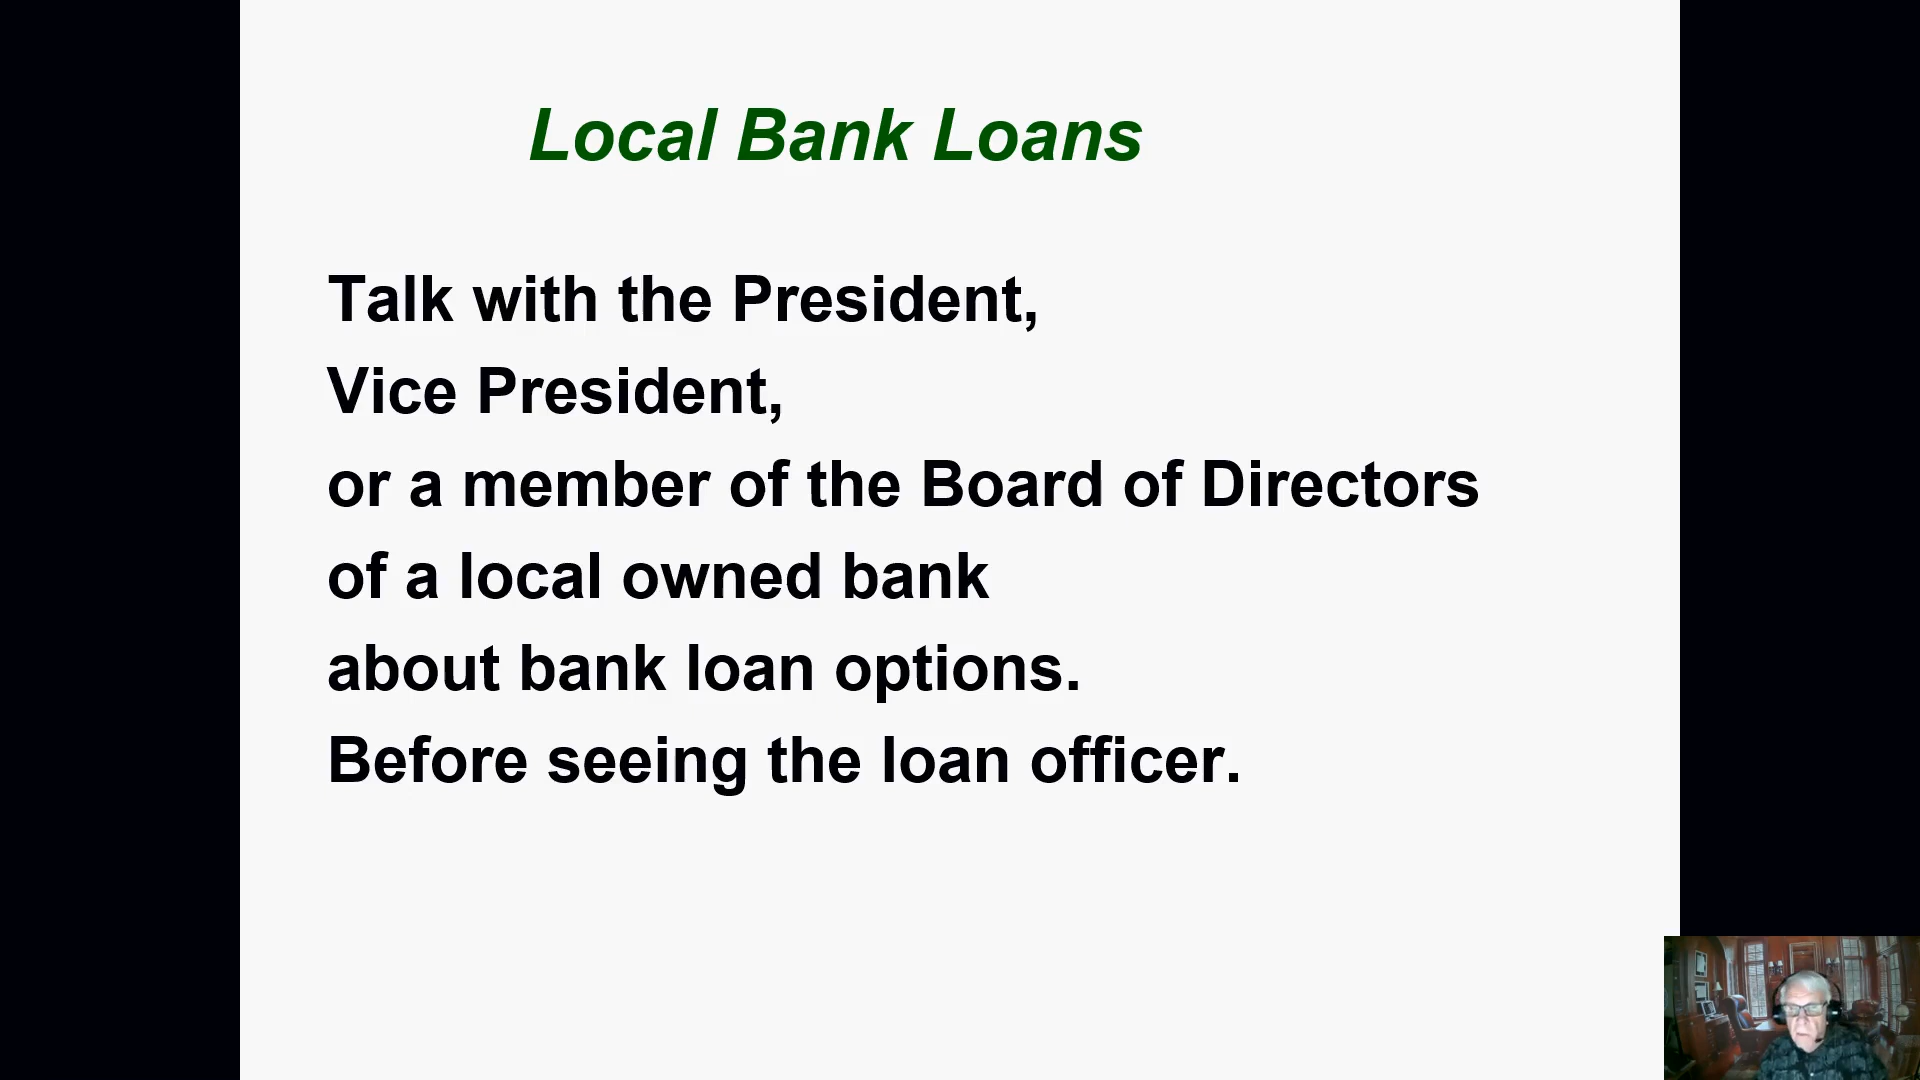 Local Bank Loans
Talk with the President,
Vice President,
or a member of the Board of Directors
of a local owned bank
about bank loan options.
Before seeing the loan officer.